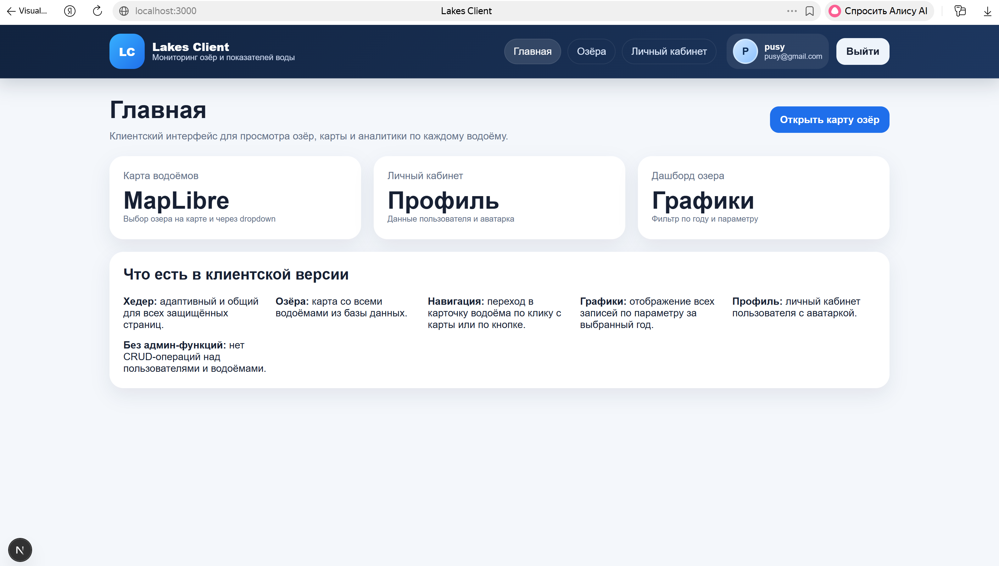 Visual...
Я
localhost:3000
Lakes Client
Спросить Алису AI
LC
Lakes Client
Мониторинг озёр и показателей воды
Главная
Озёра
Личный кабинет
P
pusy
pusy@gmail.com
Выйти
Главная
Клиентский интерфейс для просмотра озёр, карты и аналитики по каждому водоёму.
Открыть карту озёр
Карта водоёмов
MapLibre
Выбор озера на карте и через dropdown
Личный кабинет
Профиль
Данные пользователя и аватарка
Дашборд озера
Графики
Фильтр по году и параметру
Что есть в клиентской версии
Хедер: адаптивный и общий
для всех защищённых
страниц.
Озёра: карта со всеми
водоёмами из базы данных.
Навигация: переход в
карточку водоёма по клику с
карты или по кнопке.
Графики: отображение всех
записей по параметру за
выбранный год.
Профиль: личный кабинет
пользователя с аватаркой.
Без админ-функций: нет
CRUD-операций над
пользователями и водоёмами.
N